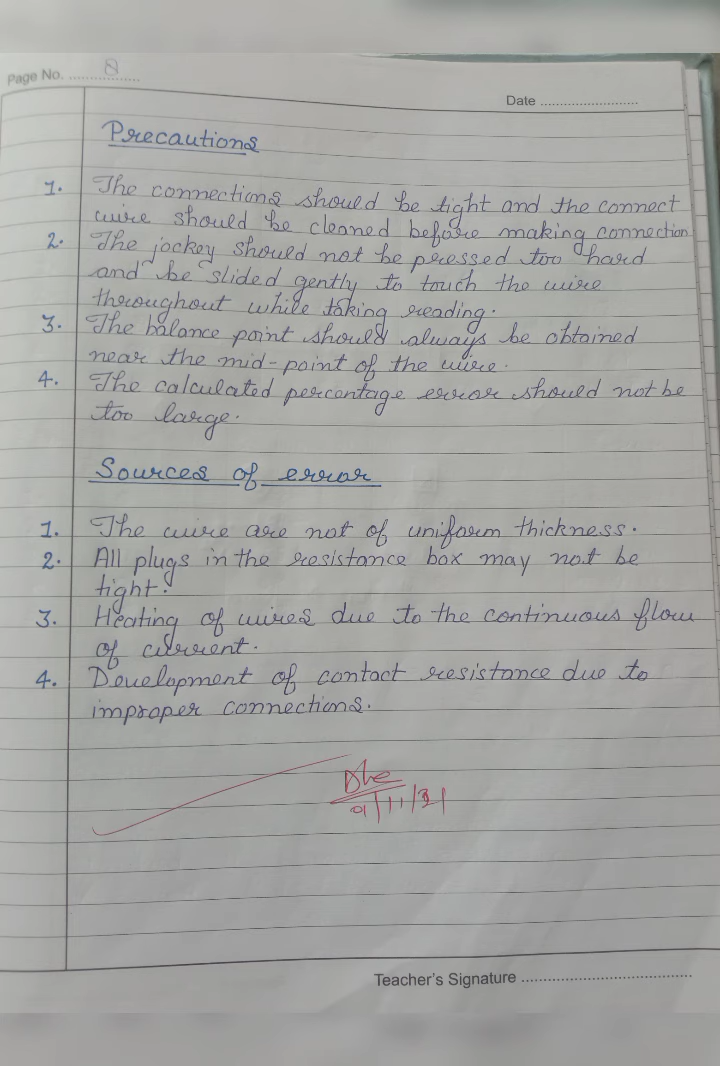 Page No. 8
Date
Precautions
1. The connections should be tight and the connect
wire should be cleaned before making connection
2. The jockey should not be pressed too hard
and be slided gently to touch the wire
throughout while taking reading.
3. The balance point should always be obtained
near the mid-point of the wire.
4. The calculated percentage error should not be
too large.
Sources of error
1. The wire are not of uniform thickness.
2. All plugs in the resistance box may not be
tight.
3. Heating of wires due to the continuous flow
of current.
4. Development of contact resistance due to
improper connections.
Teacher's Signature